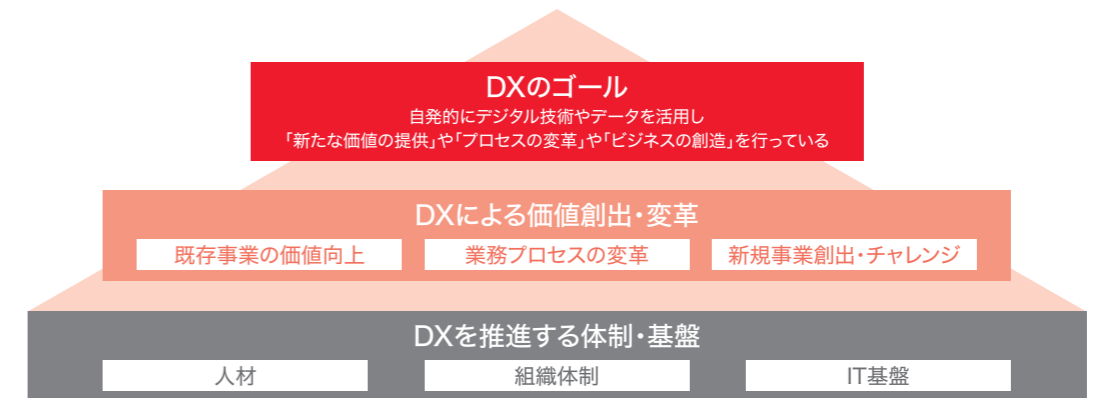 DXのゴール
自発的にデジタル技術やデータを活用し
「新たな価値の提供」や「プロセスの変革」や「ビジネスの創造」を行っている
DXによる価値創出・変革
既存事業の価値向上
業務プロセスの変革
新規事業創出・チャレンジ
DXを推進する体制・基盤
人材
組織体制
IT基盤